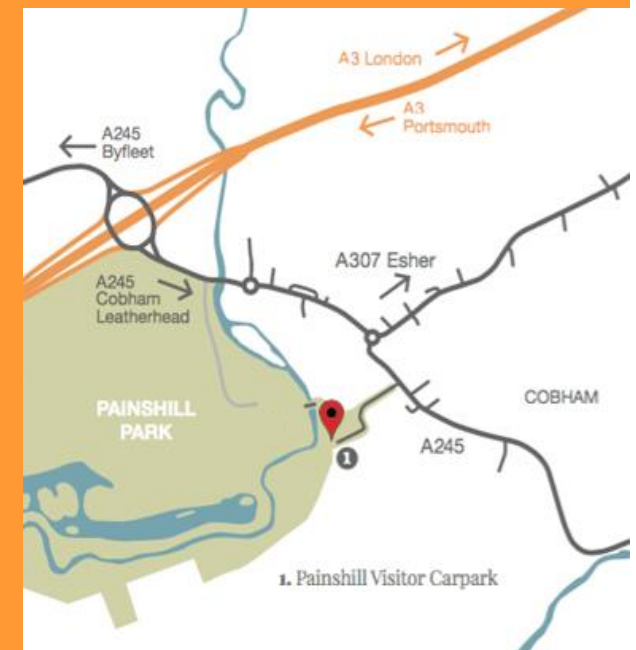 A3 London
A3
Portsmouth
A245
Byfleet
A307 Esher
A245
Cobham
Leatherhead
PAINSHILL
PARK
COBHAM
A245
1
1. Painshill Visitor Carpark